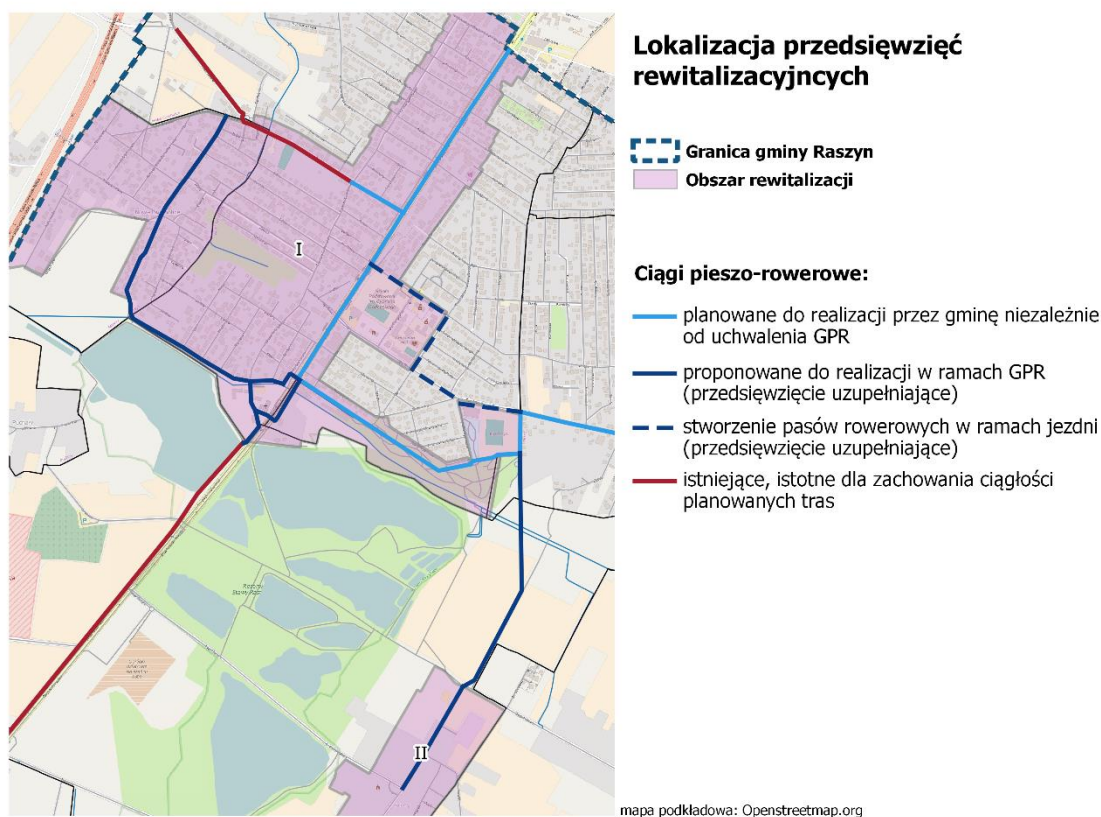 Lokalizacja przedsięwzięć
rewitalizacyjncych
Granica gminy Raszyn
Obszar rewitalizacji
Ciągi pieszo-rowerowe:
planowane do realizacji przez gminę niezależnie
od uchwalenia GPR
proponowane do realizacji w ramach GPR
(przedsięwzięcie uzupełniające)
stworzenie pasów rowerowych w ramach jezdni
(przedsięwzięcie uzupełniające)
istniejące, istotne dla zachowania ciągłości
planowanych tras
I
II
mapa podkładowa: Openstreetmap.org